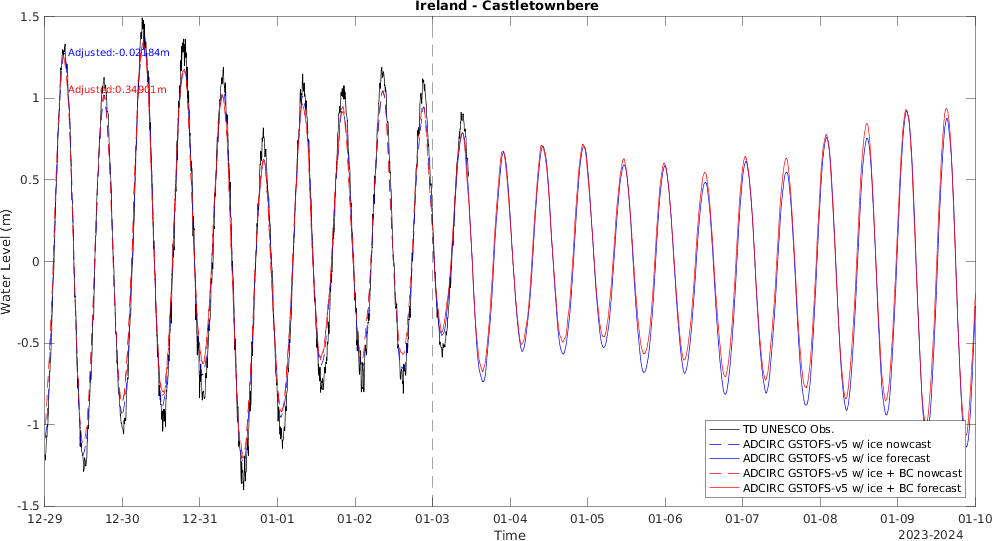 Ireland - Castletownbere
Adjusted:-0.02184m
Adjusted:0.34901m
Water Level (m)
1.5
1
0.5
0
-0.5
-1
-1.5
TD UNESCO Obs.
ADCIRC GSTOFS-v5 w/ ice nowcast
ADCIRC GSTOFS-v5 w/ ice forecast
ADCIRC GSTOFS-v5 w/ ice + BC nowcast
ADCIRC GSTOFS-v5 w/ ice + BC forecast
12-29 12-30 12-31 01-01 01-02 01-03 01-04 01-05 01-06 01-07 01-08 01-09 01-10
Time
2023-2024